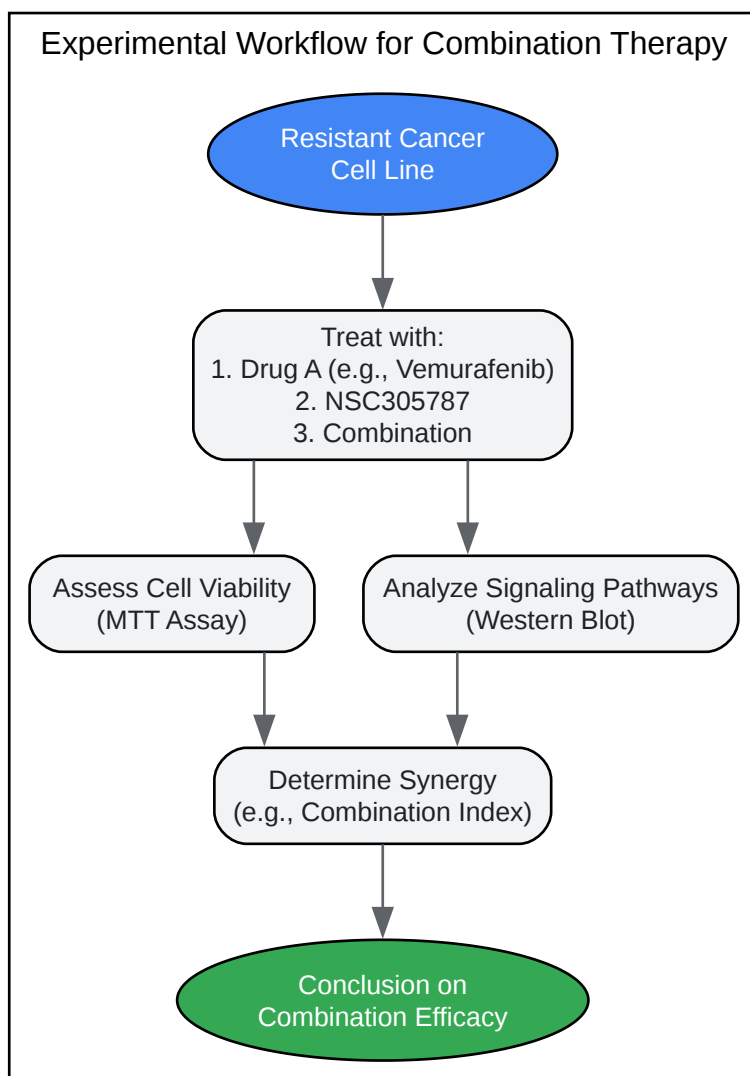 Experimental Workflow for Combination Therapy
Resistant Cancer
Cell Line
Treat with:
1. Drug A (e.g., Vemurafenib)
2. NSC305787
3. Combination
Assess Cell Viability
(MTT Assay)
Analyze Signaling Pathways
(Western Blot)
Determine Synergy
(e.g., Combination Index)
Conclusion on
Combination Efficacy